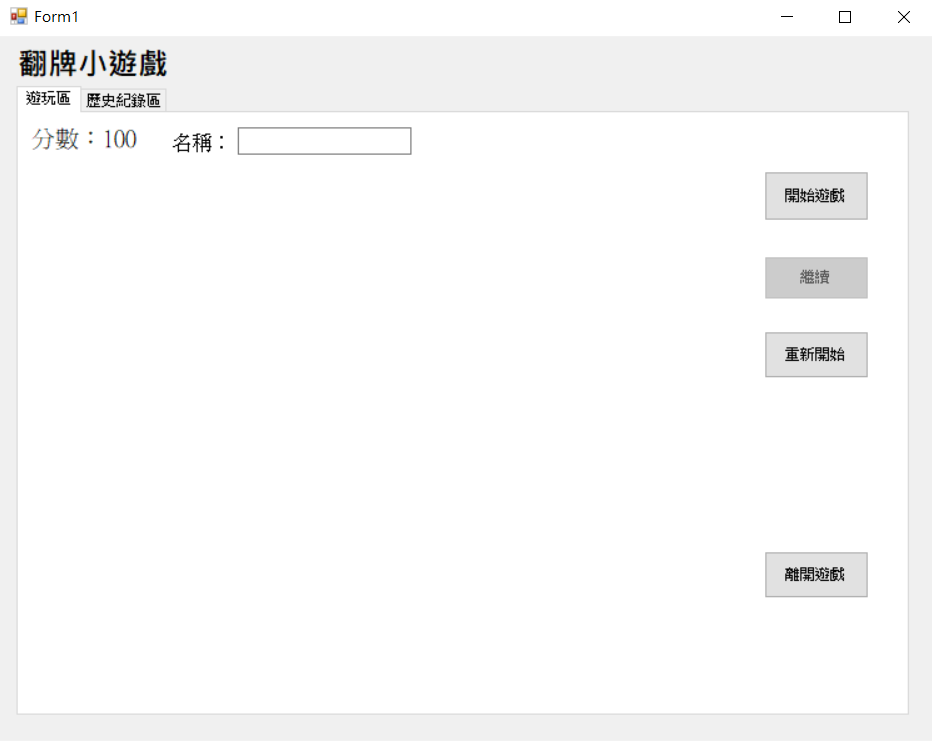 Form1
翻牌小遊戲
遊玩區 歷史紀錄區
分數：100 名稱：
開始遊戲
繼續
重新開始
離開遊戲